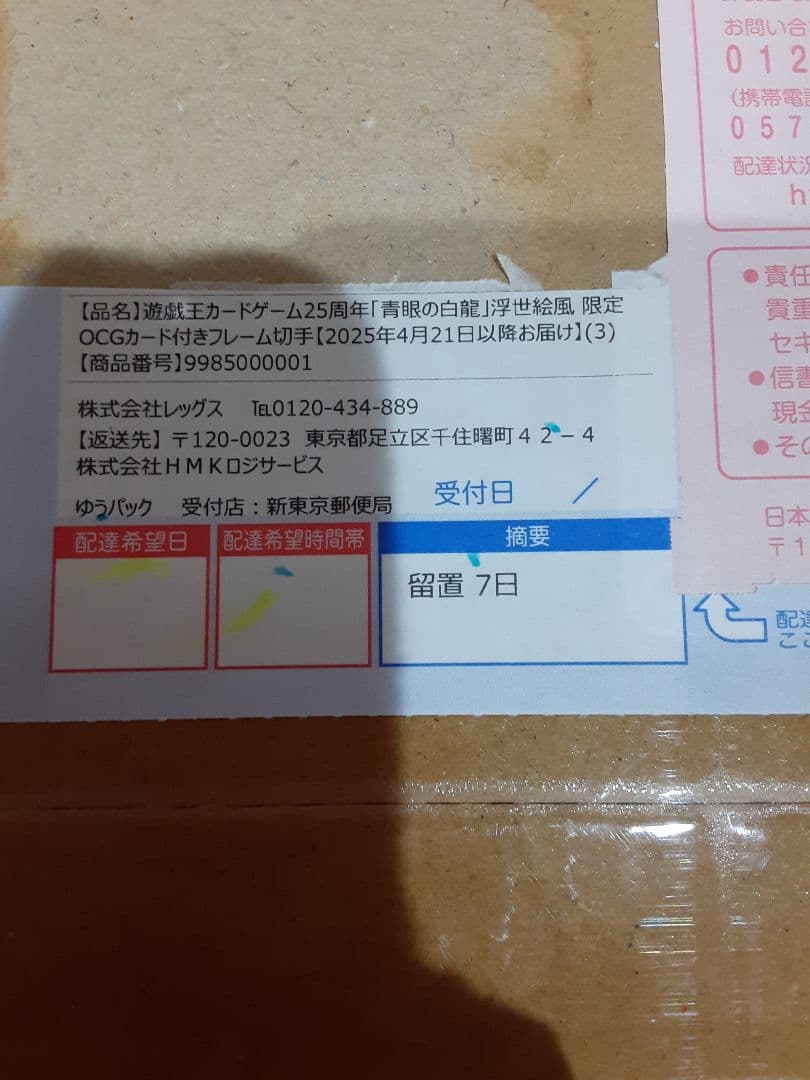 お問い合
012
(携帯電
057
配達状況
h
●責任
貴重
セキ
●信書
現金
●その
日本
〒1
【品名】遊戯王カードゲーム25周年「青眼の白龍」浮世絵風 限定
OCGカード付きフレーム切手【2025年4月21日以降お届け】(3)
【商品番号】9985000001
株式会社レッグス ℡0120-434-889
【返送先】〒120-0023 東京都足立区千住曙町42-4
株式会社HMKロジサービス
ゆうパック 受付店:新東京郵便局
受付日 /
配達希望日
配達希望時間帯
摘要
留置 7日
配達
ここ